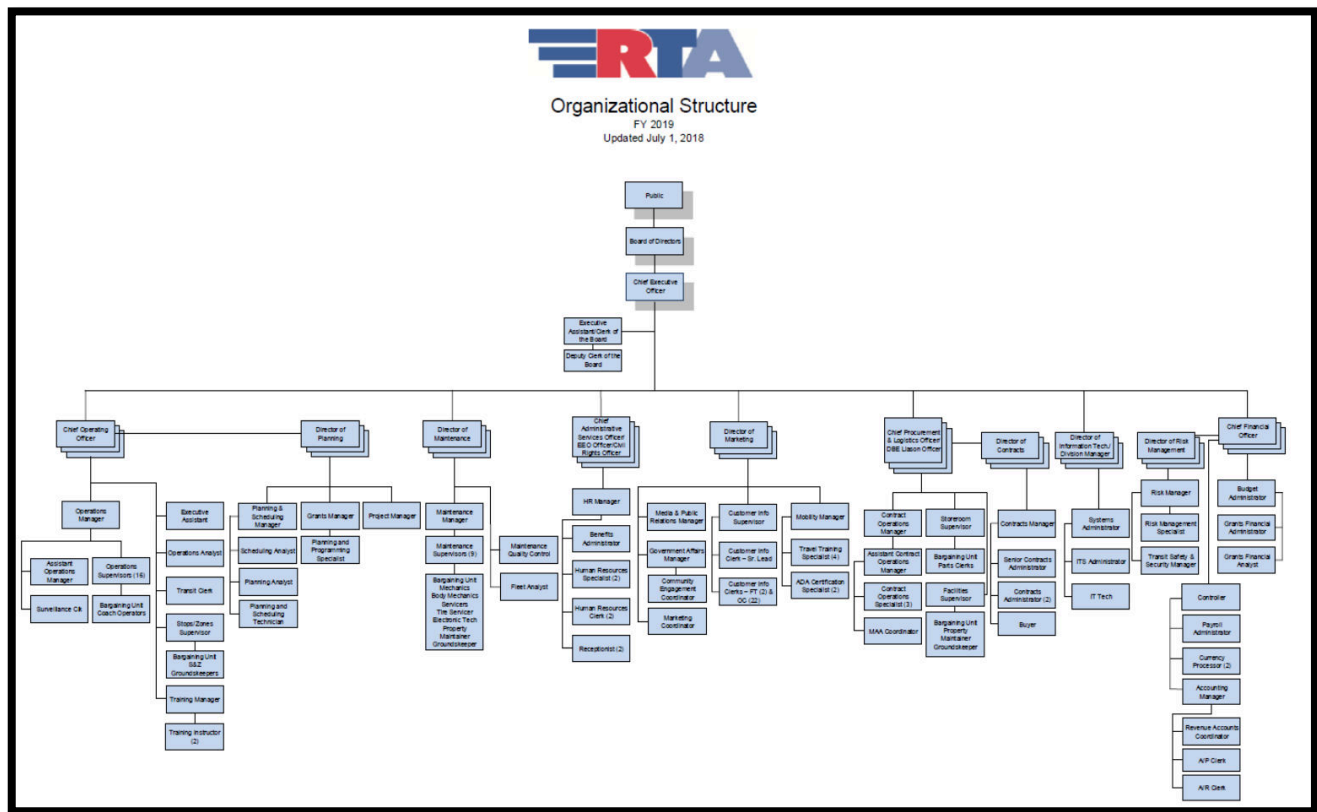 RTA
Organizational Structure
FY 2019
Updated July 1, 2018
Public
Board of Directors
Chief Executive
Officer
Executive
Assistant/Clerk of
the Board
Deputy Clerk of the
Board
Chief Operating
Officer
Director of
Planning
Director of
Maintenance
Chief
Administrative
Services Officer/
EEO Officer/Civil
Rights Officer
Director of
Marketing
Chief Procurement
& Logistics Officer/
DBE Liason Officer
Director of
Contracts
Director of
Information Tech/
Division Manager
Director of Risk
Management
Chief Financial
Officer
Operations
Manager
Assistant
Operations
Manager
Surveillance Clk
Operations
Supervisors (16)
Bargaining Unit
Coach Operators
Executive
Assistant
Operations Analyst
Transit Clerk
Stops/Zones
Supervisor
Bargaining Unit
S&Z
Groundskeepers
Training Manager
Training Instructor
(2)
Planning &
Scheduling
Manager
Scheduling Analyst
Planning Analyst
Planning and
Scheduling
Technician
Grants Manager
Planning and
Programming
Specialist
Project Manager
Maintenance
Manager
Maintenance
Supervisors (9)
Bargaining Unit
Mechanics
Body Mechanics
Servicers
Tire Servicer
Electronic Tech
Property
Maintainer
Groundskeeper
Maintenance
Quality Control
Fleet Analyst
HR Manager
Benefits
Administrator
Human Resources
Specialist (2)
Human Resources
Clerk (2)
Receptionist (2)
Media & Public
Relations Manager
Government Affairs
Manager
Community
Engagement
Coordinator
Marketing
Coordinator
Customer Info
Supervisor
Customer Info
Clerk – Sr. Lead
Customer Info
Clerks – FT (2) &
OC (22)
Mobility Manager
Travel Training
Specialist (4)
ADA Certification
Specialist (2)
Contract
Operations
Manager
Assistant Contract
Operations
Manager
Contract
Operations
Specialist (3)
MAA Coordinator
Storeroom
Supervisor
Bargaining Unit
Parts Clerks
Facilities
Supervisor
Bargaining Unit
Property
Maintainer
Groundskeeper
Contracts Manager
Senior Contracts
Administrator
Contracts
Administrator (2)
Buyer
Systems
Administrator
ITS Administrator
IT Tech
Risk Manager
Risk Management
Specialist
Transit Safety &
Security Manager
Budget
Administrator
Grants Financial
Administrator
Grants Financial
Analyst
Controller
Payroll
Administrator
Currency
Processor (2)
Accounting
Manager
Revenue Accounts
Coordinator
A/P Clerk
A/R Clerk